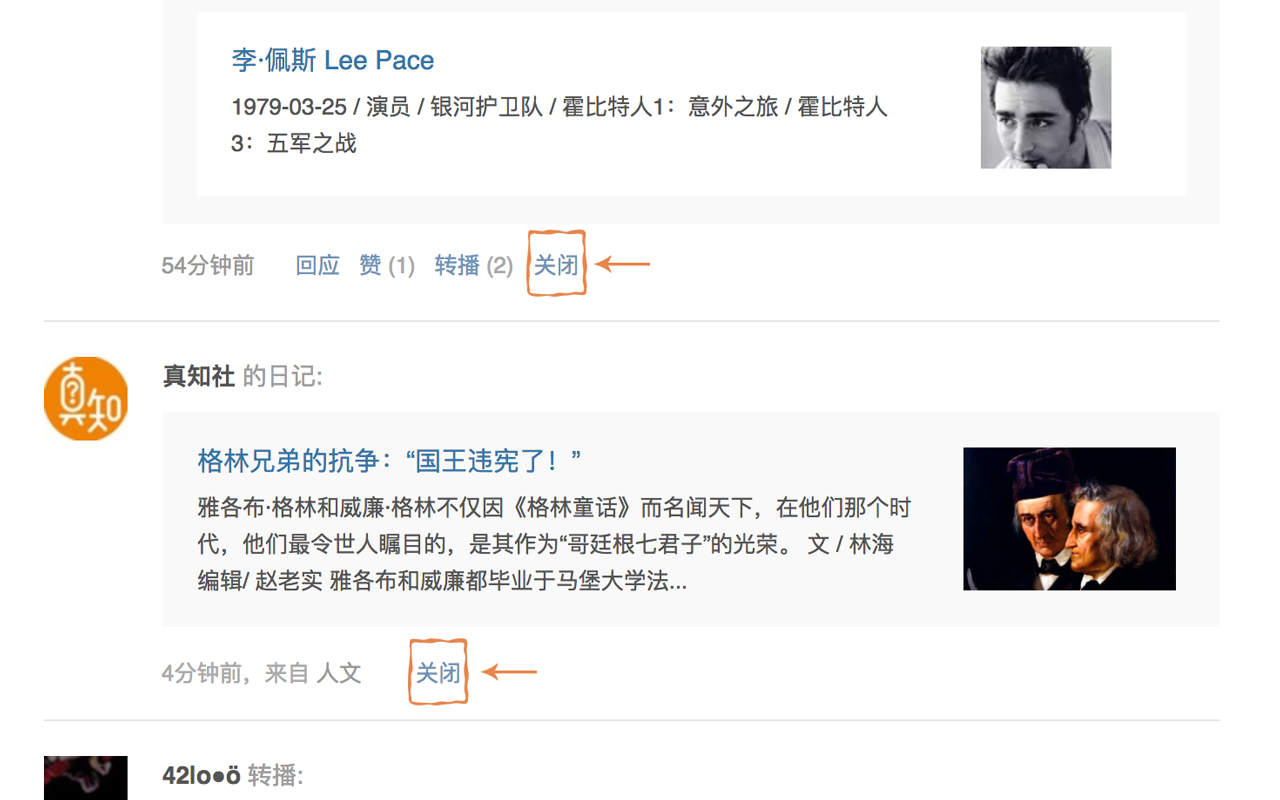 李·佩斯 Lee Pace
1979-03-25 / 演员 / 银河护卫队 / 霍比特人1：意外之旅 / 霍比特人
3：五军之战
54分钟前 回应 赞 (1) 转播 (2) 关闭
真知
真知社 的日记:
格林兄弟的抗争：“国王违宪了！”
雅各布·格林和威廉·格林不仅因《格林童话》而名闻天下，在他们那个时
代，他们最令世人瞩目的，是其作为“哥廷根七君子”的光荣。 文 / 林海
编辑/ 赵老实 雅各布和威廉都毕业于马堡大学法...
4分钟前，来自 人文 关闭
42lo●ö 转播: